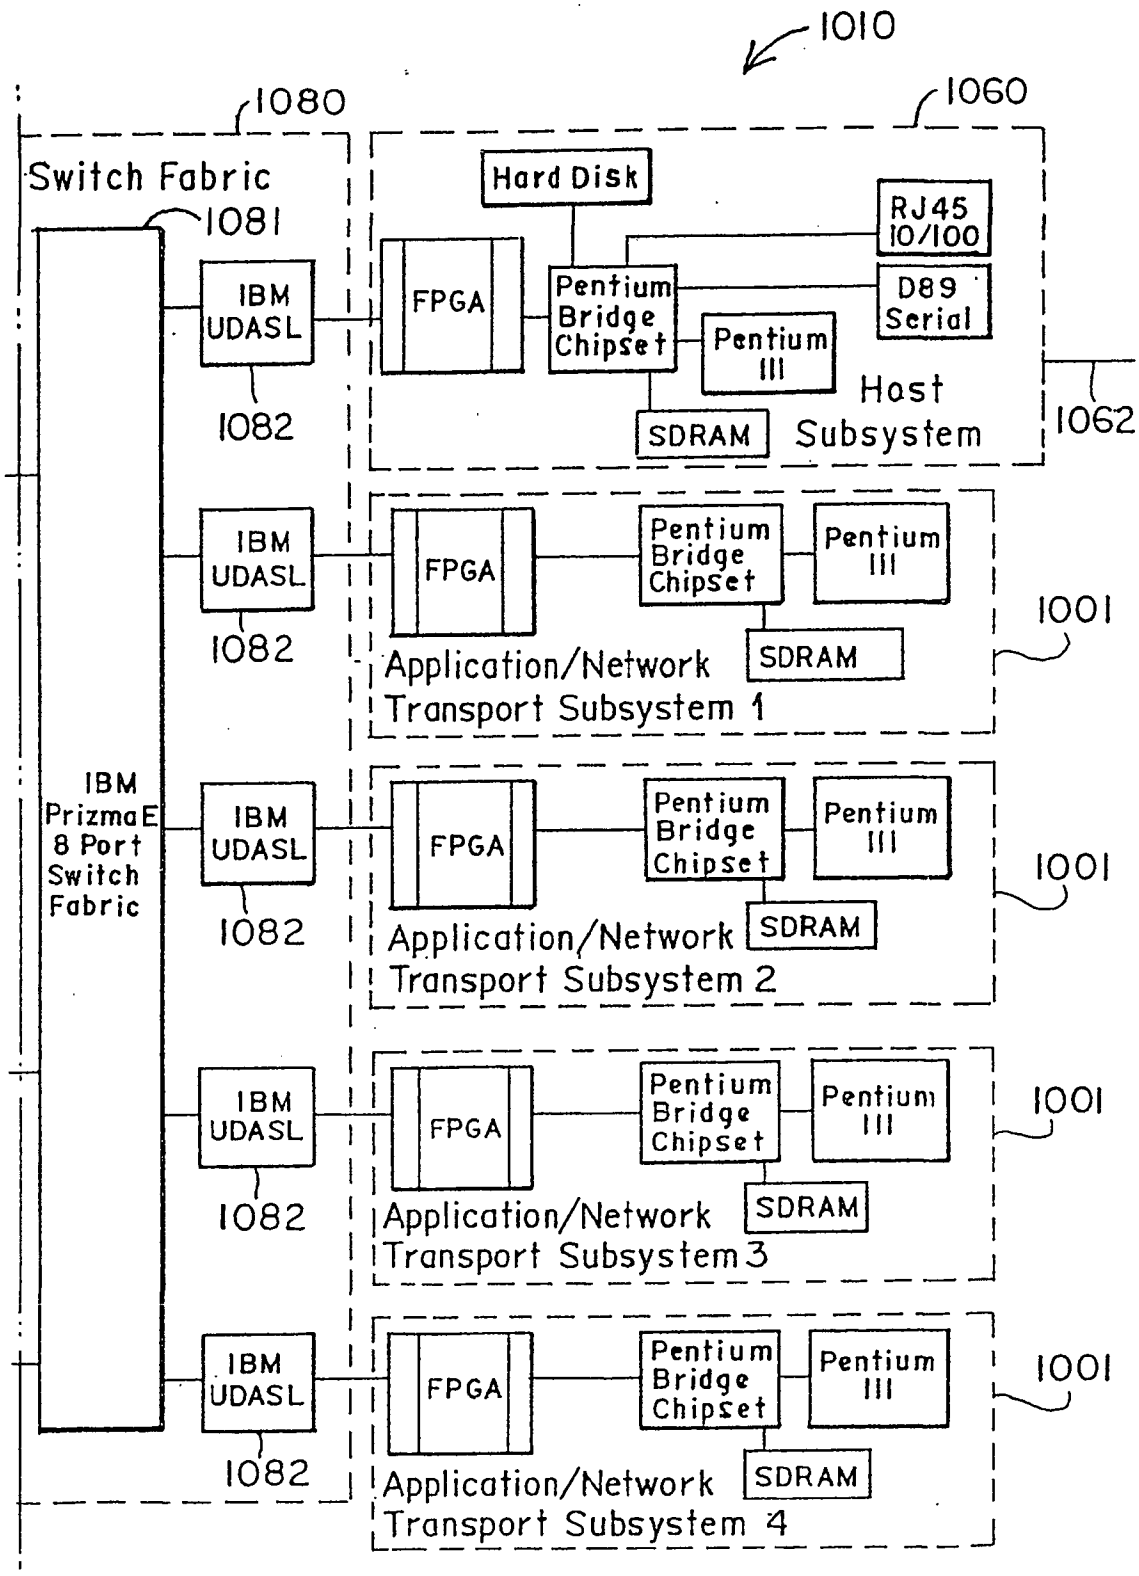 1010
1080
1060
Switch Fabric
1081
Hard Disk
RJ45
10/100
IBM
UDASL
FPGA
Pentium
Bridge
Chipset
D89
Serial
Pentium
III
Host
Subsystem
SDRAM
1062
1082
IBM
UDASL
FPGA
Pentium
Bridge
Chipset
Pentium
III
1001
1082
SDRAM
Application/Network
Transport Subsystem 1
IBM
PrizmaE
8 Port
Switch
Fabric
IBM
UDASL
FPGA
Pentium
Bridge
Chipset
Pentium
III
1001
1082
SDRAM
Application/Network
Transport Subsystem 2
IBM
UDASL
FPGA
Pentium
Bridge
Chipset
Pentium
III
1001
1082
SDRAM
Application/Network
Transport Subsystem 3
IBM
UDASL
FPGA
Pentium
Bridge
Chipset
Pentium
III
1001
1082
SDRAM
Application/Network
Transport Subsystem 4